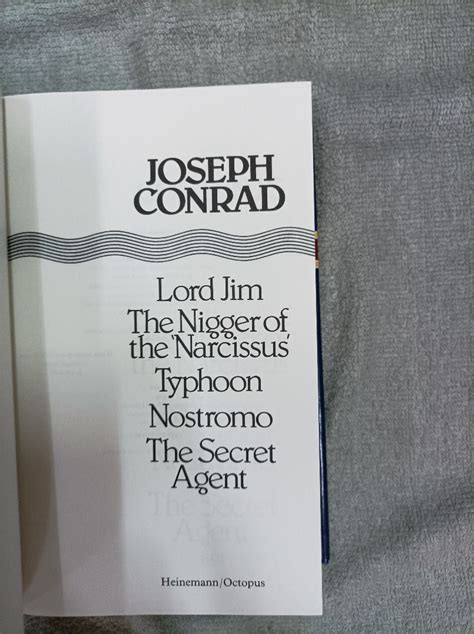 JOSEPH
CONRAD
Lord Jim
The Nigger of
the 'Narcissus'
Typhoon
Nostromo
The Secret
Agent
Heinemann/Octopus